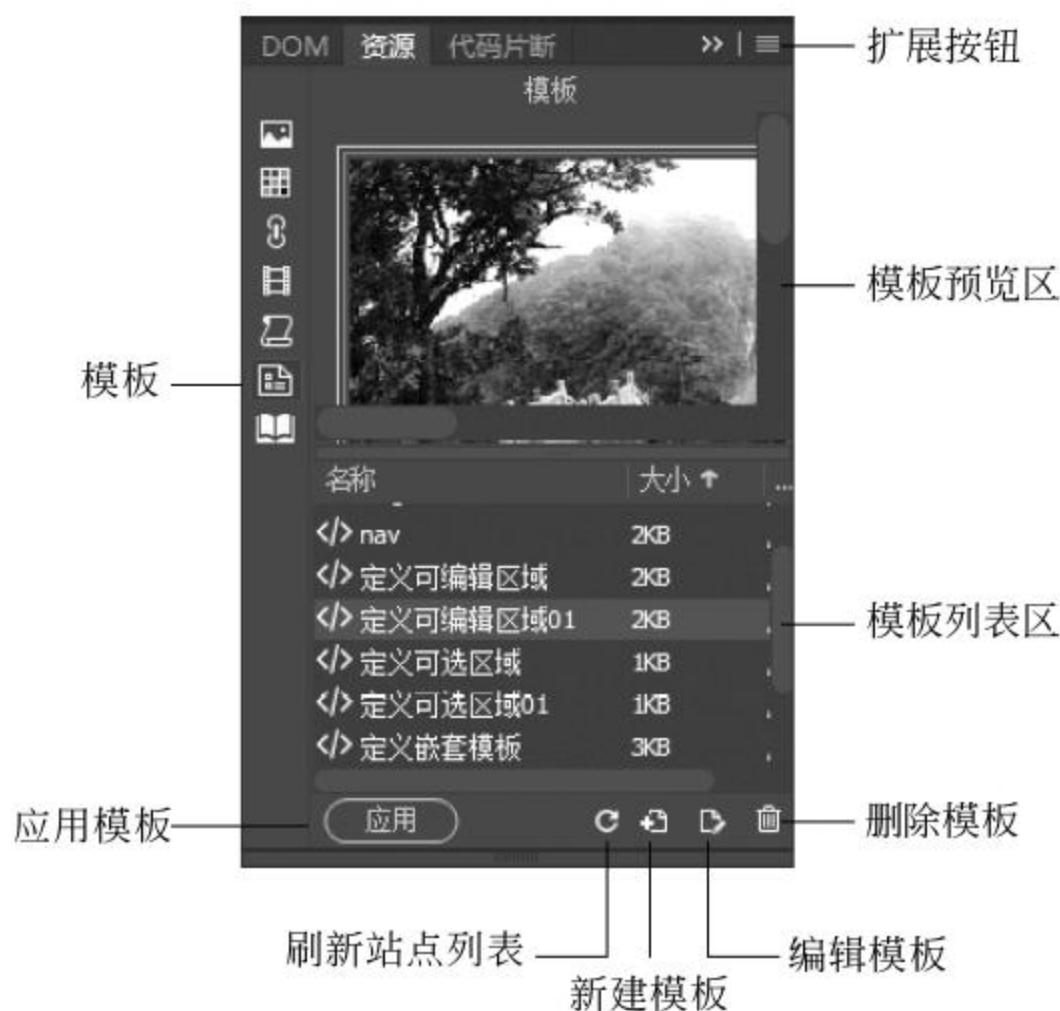 DOM 资源 代码片断 >> 扩展按钮
模板
模板预览区
模板
名称 大小 ...
</> nav 2KB
</> 定义可编辑区域 2KB
</> 定义可编辑区域01 2KB
模板列表区
</> 定义可选区域 1KB
</> 定义可选区域01 1KB
</> 定义嵌套模板 3KB
应用模板 应用 删除模板
刷新站点列表 编辑模板
新建模板